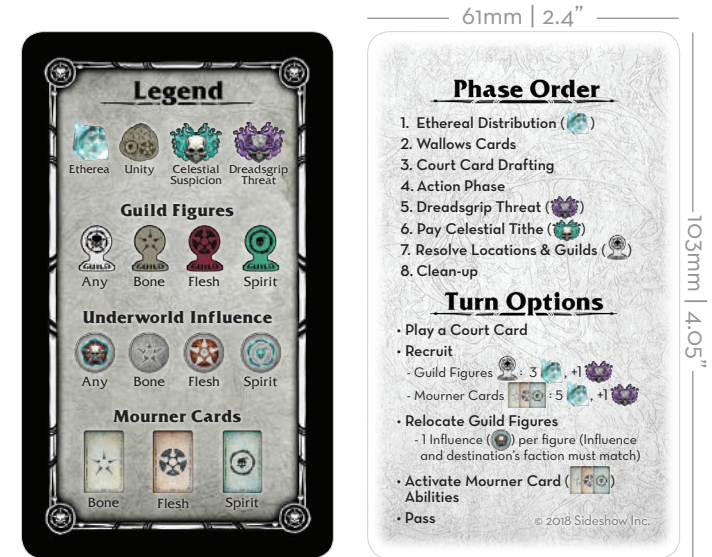 61mm | 2.4"
Legend
Etherea Unity Celestial Suspicion Dreadsgrip Threat
Guild Figures
GUILD GUILD GUILD GUILD
Any Bone Flesh Spirit
Underworld Influence
Any Bone Flesh Spirit
Mourner Cards
Bone Flesh Spirit
Phase Order
1. Ethereal Distribution ( )
2. Wallows Cards
3. Court Card Drafting
4. Action Phase
5. Dreadsgrip Threat ( )
6. Pay Celestial Tithe ( )
7. Resolve Locations & Guilds ( )
8. Clean-up
Turn Options
• Play a Court Card
• Recruit
- Guild Figures : 3 , +1
- Mourner Cards : 5 , +1
• Relocate Guild Figures
- 1 Influence ( ) per figure (Influence
and destination's faction must match)
• Activate Mourner Card ( )
Abilities
• Pass
© 2018 Sideshow Inc.
103mm | 4.05"